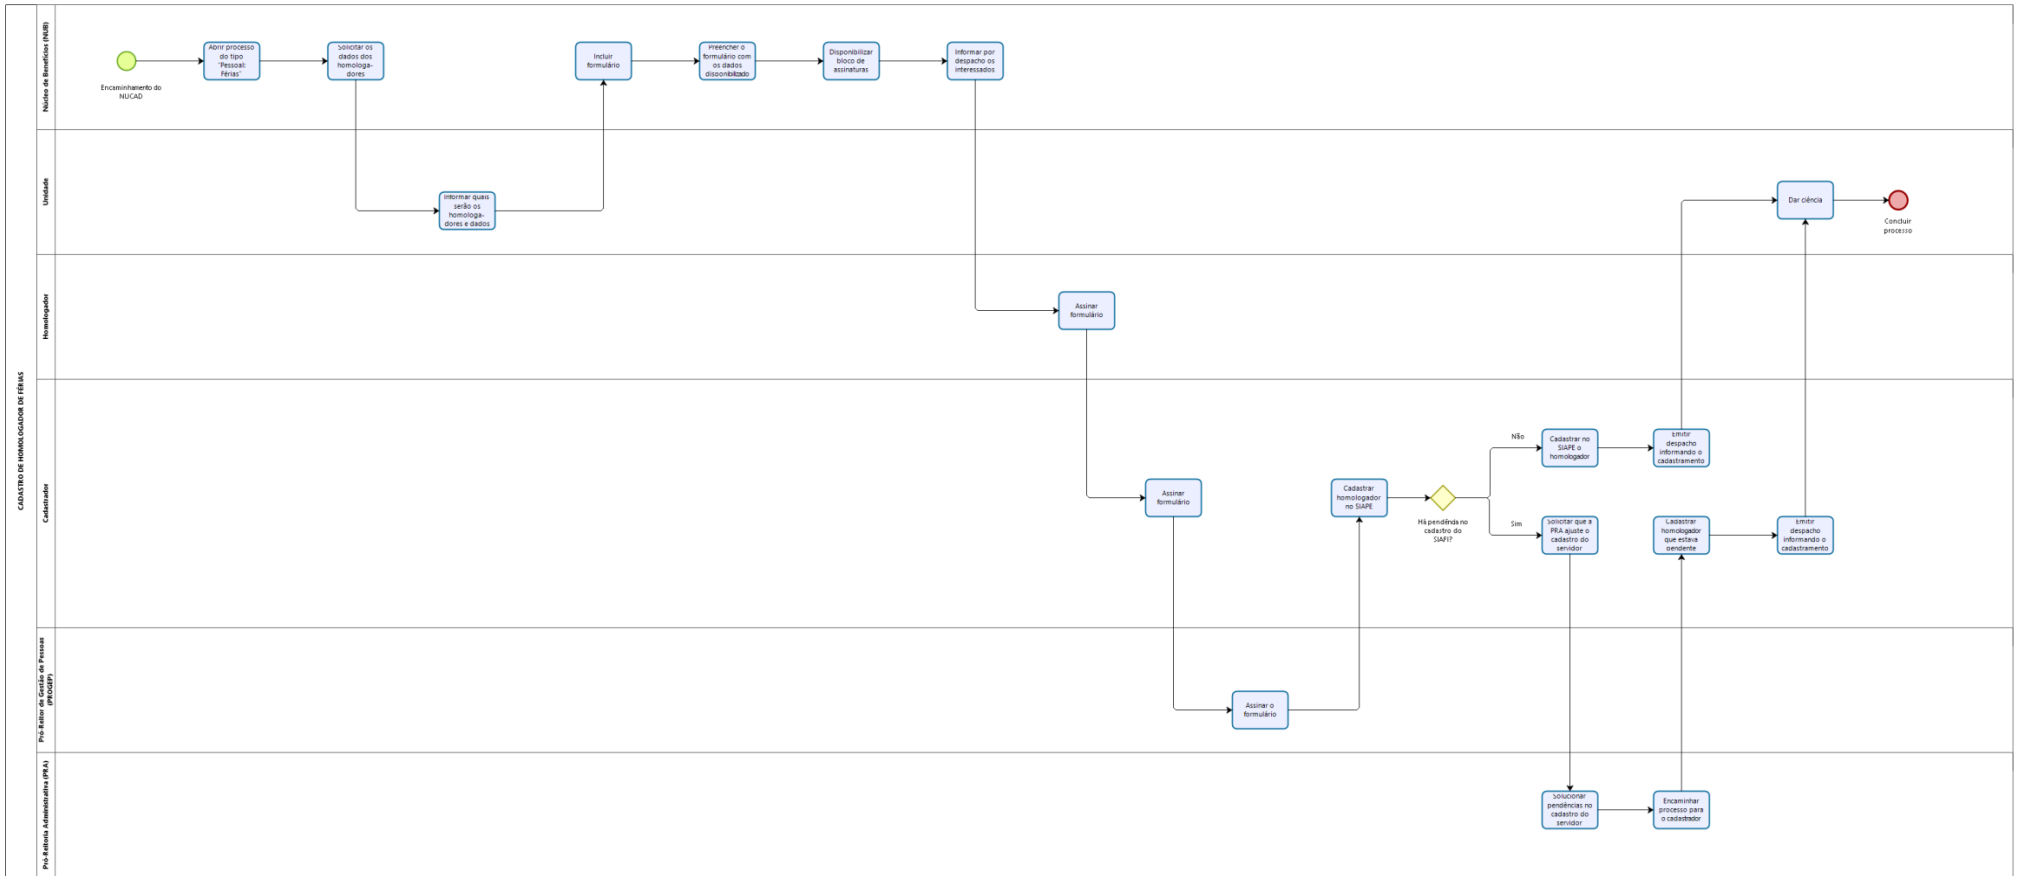 CADASTRO DE HOMOLOGADOR DE FÉRIAS
Núcleo de Benefícios (NUB)
Encaminhamento do
NUCAD
Abrir processo
do tipo
"Pessoal:
Férias"
Solicitar os
dados dos
homologa-
dores
Incluir
formulário
Preencher o
formulário com
os dados
disponibilizado
Disponibilizar
bloco de
assinaturas
Informar por
despacho os
interessados
Unidade
Informar quais
serão os
homologa-
dores e dados
Dar ciência
Concluir
processo
Homologador
Assinar
formulário
Cadastrador
Assinar
formulário
Cadastrar
homologador
no SIAPE
Há pendência no
cadastro do
SIAFI?
Não
Cadastrar no
SIAPE o
homologador
Emitir
despacho
informando o
cadastramento
Sim
Solicitar que a
PRA ajuste o
cadastro do
servidor
Cadastrar
homologador
que estava
pendente
Emitir
despacho
informando o
cadastramento
Pró-Reitor de Gestão de Pessoas
(PROGEP)
Assinar o
formulário
Pró-Reitoria Administrativa (PRA)
Solucionar
pendências no
cadastro do
servidor
Encaminhar
processo para
o cadastrador